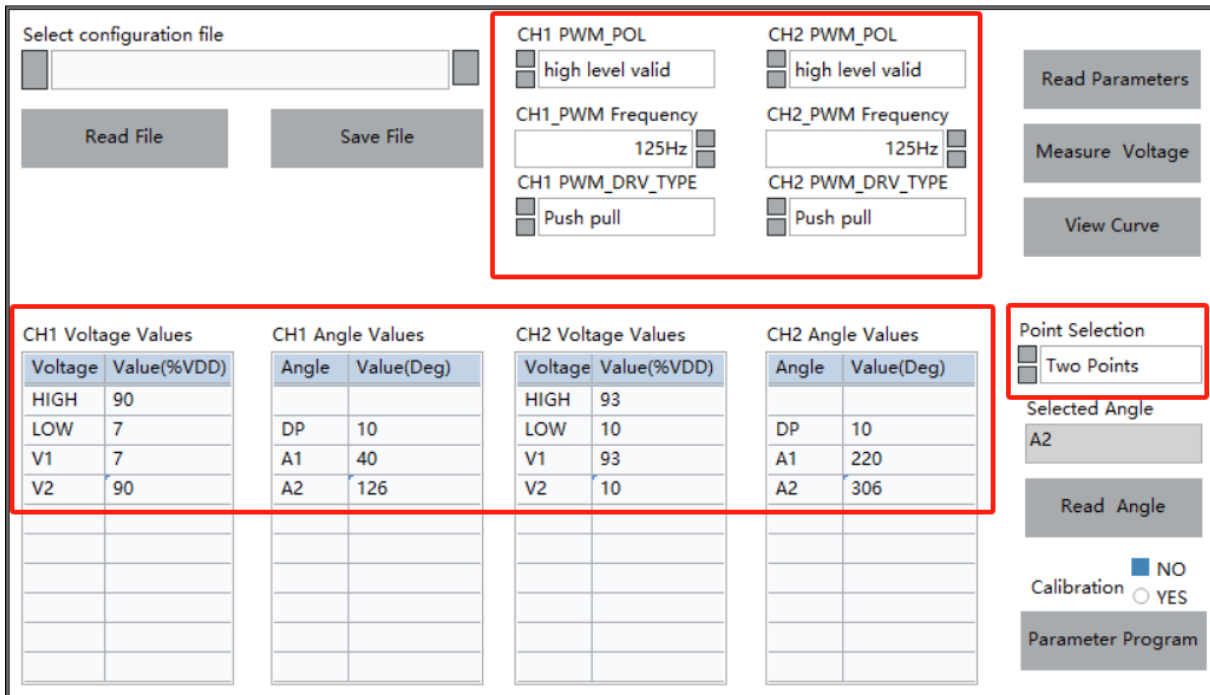 Select configuration file
Read File
Save File
CH1 PWM_POL
high level valid
CH2 PWM_POL
high level valid
CH1_PWM Frequency
125Hz
CH2_PWM Frequency
125Hz
CH1 PWM_DRV_TYPE
Push pull
CH2 PWM_DRV_TYPE
Push pull
Read Parameters
Measure Voltage
View Curve
CH1 Voltage Values
Voltage Value(%VDD)
HIGH 90
LOW 7
V1 7
V2 90
CH1 Angle Values
Angle Value(Deg)
DP 10
A1 40
A2 126
CH2 Voltage Values
Voltage Value(%VDD)
HIGH 93
LOW 10
V1 93
V2 10
CH2 Angle Values
Angle Value(Deg)
DP 10
A1 220
A2 306
Point Selection
Two Points
Selected Angle
A2
Read Angle
Calibration
NO
YES
Parameter Program